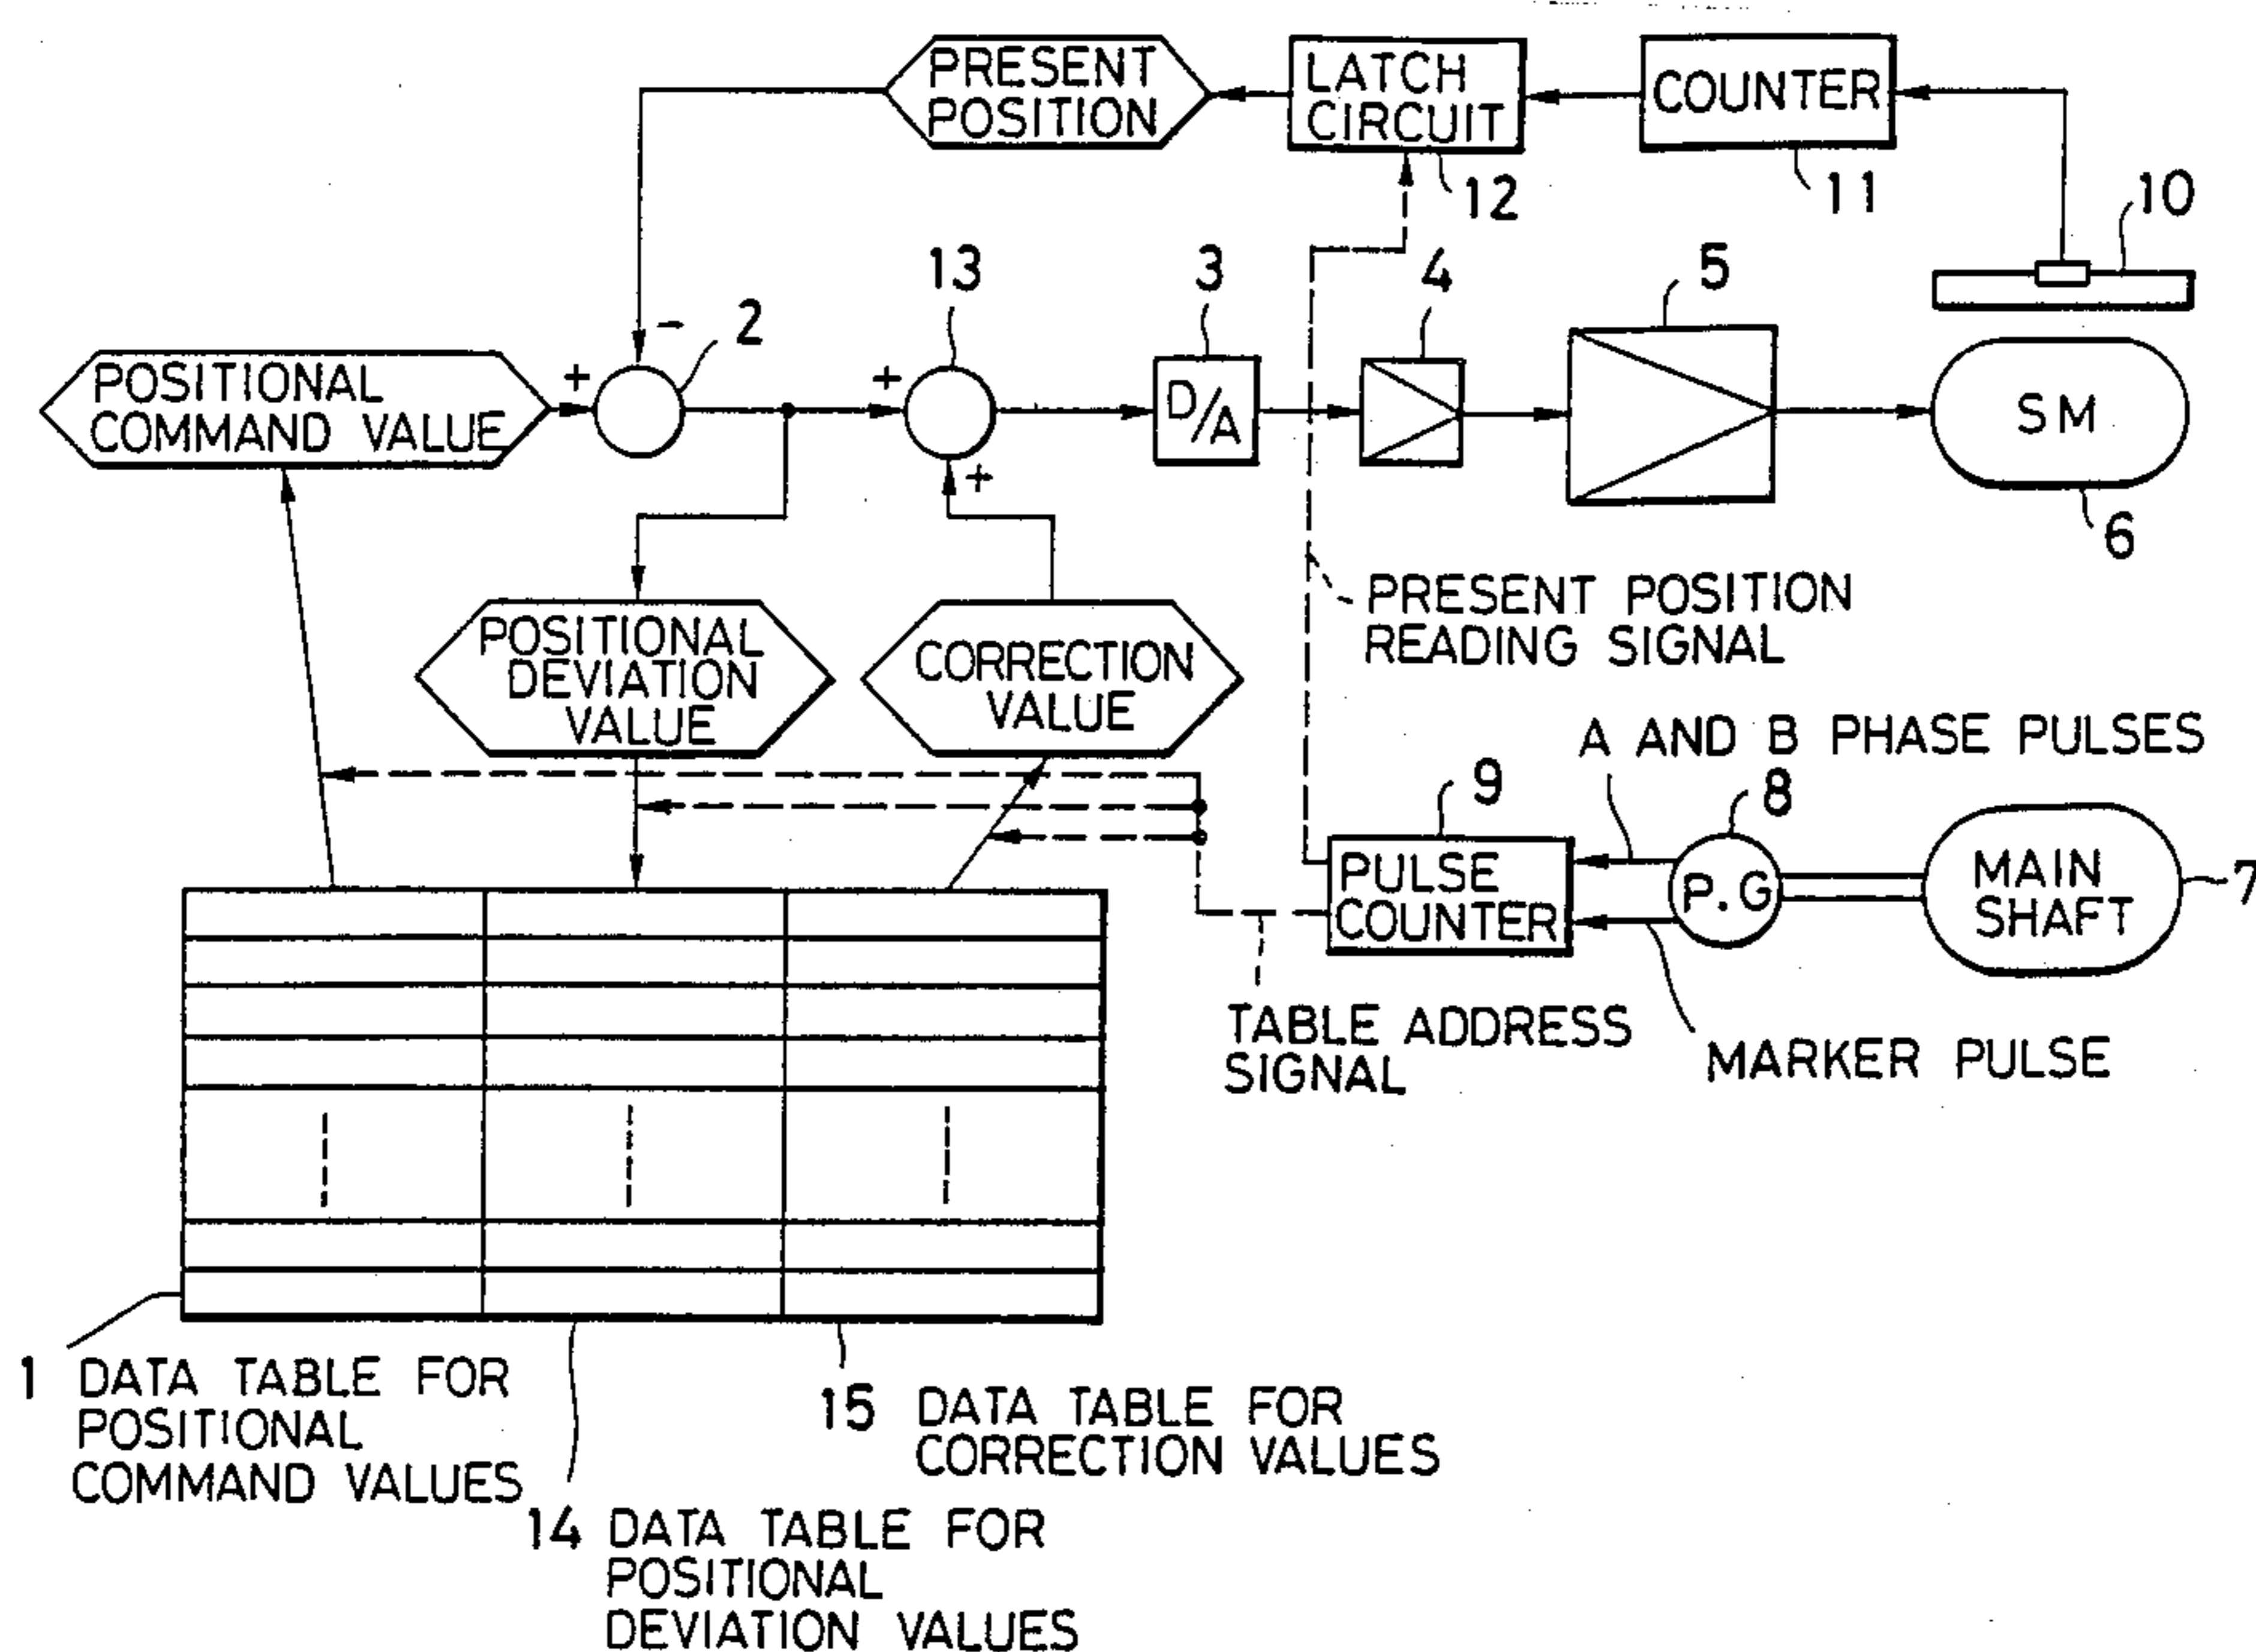 PRESENT
POSITION
LATCH
CIRCUIT
COUNTER
12
11
10
13
3
4
5
2
-
+
+
+
POSITIONAL
COMMAND VALUE
D/A
SM
6
POSITIONAL
DEVIATION
VALUE
CORRECTION
VALUE
PRESENT POSITION
READING SIGNAL
A AND B PHASE PULSES
9
8
PULSE
COUNTER
P.G
MAIN
SHAFT
7
TABLE ADDRESS
SIGNAL
MARKER PULSE
1 DATA TABLE FOR
POSITIONAL
COMMAND VALUES
15 DATA TABLE FOR
CORRECTION VALUES
14 DATA TABLE FOR
POSITIONAL
DEVIATION VALUES